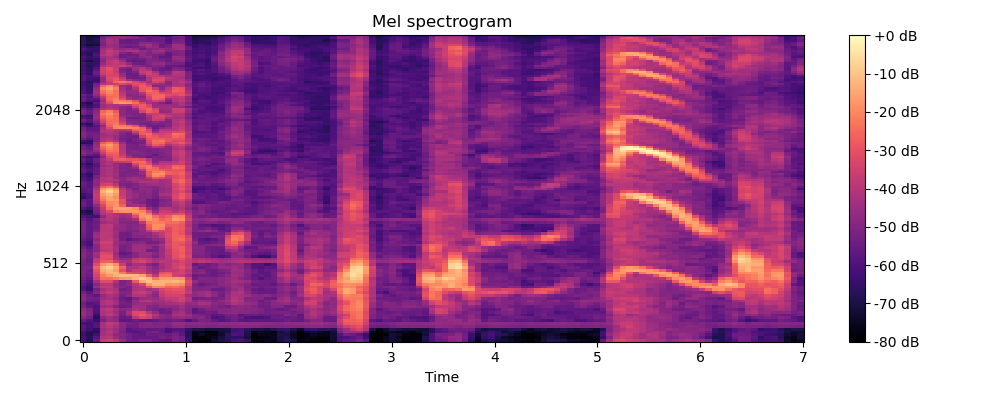 Mel spectrogram
Hz
2048
1024
512
0
0 1 2 3 4 5 6 7
Time
+0 dB
-10 dB
-20 dB
-30 dB
-40 dB
-50 dB
-60 dB
-70 dB
-80 dB